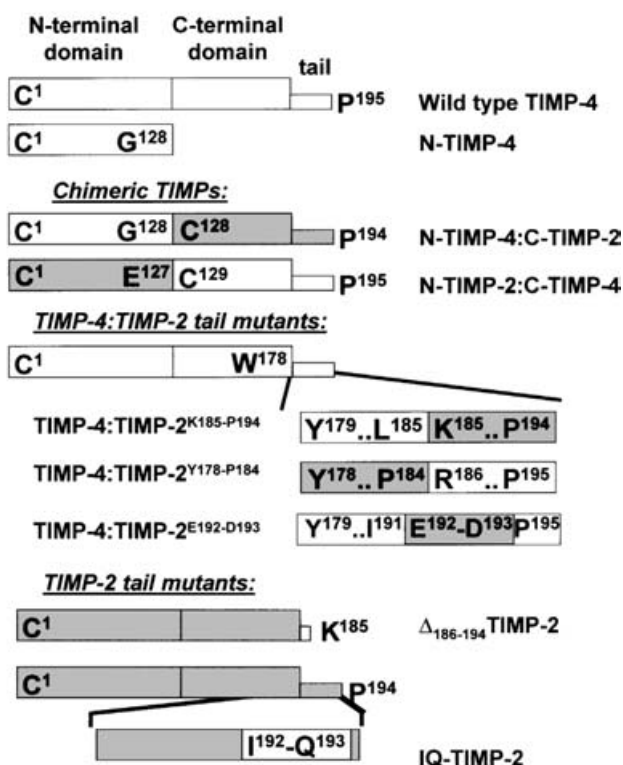 N-terminal domain C-terminal domain tail
C¹ P¹⁹⁵ Wild type TIMP-4
C¹ G¹²⁸ N-TIMP-4
Chimeric TIMPs:
C¹ G¹²⁸ C¹²⁸ P¹⁹⁴ N-TIMP-4:C-TIMP-2
C¹ E¹²⁷ C¹²⁹ P¹⁹⁵ N-TIMP-2:C-TIMP-4
TIMP-4:TIMP-2 tail mutants:
C¹ W¹⁷⁸
TIMP-4:TIMP-2ᴷ¹⁸⁵⁻ᴾ¹⁹⁴ Y¹⁷⁹..L¹⁸⁵ K¹⁸⁵..P¹⁹⁴
TIMP-4:TIMP-2ʸ¹⁷⁸⁻ᴾ¹⁸⁴ Y¹⁷⁸..P¹⁸⁴ R¹⁸⁶..P¹⁹⁵
TIMP-4:TIMP-2ᴱ¹⁹²⁻ᴰ¹⁹³ Y¹⁷⁹..I¹⁹¹ E¹⁹²-D¹⁹³ P¹⁹⁵
TIMP-2 tail mutants:
C¹ K¹⁸⁵ Δ₁₈₆₋₁₉₄TIMP-2
C¹ P¹⁹⁴
I¹⁹²-Q¹⁹³ IQ-TIMP-2